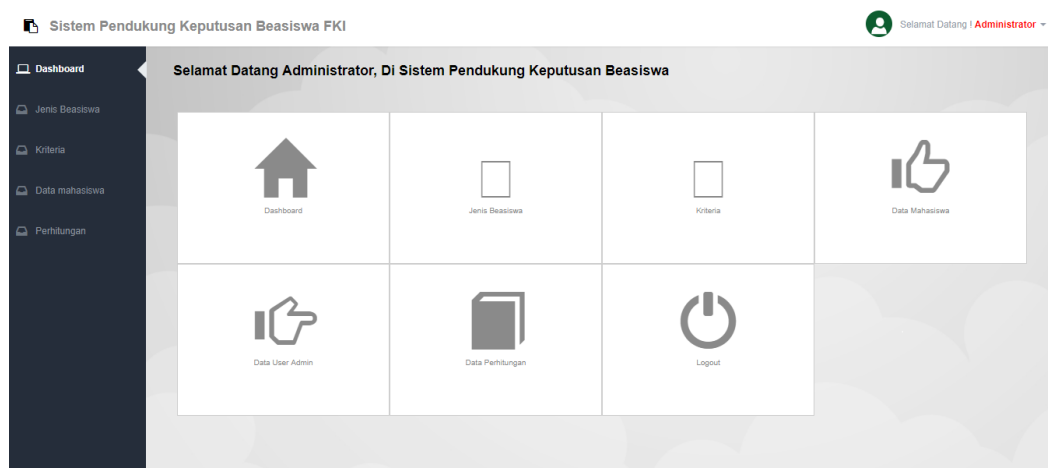 Sistem Pendukung Keputusan Beasiswa FKI
Selamat Datang ! Administrator
Dashboard
Jenis Beasiswa
Kriteria
Data mahasiswa
Perhitungan
Selamat Datang Administrator, Di Sistem Pendukung Keputusan Beasiswa
Dashboard
Jenis Beasiswa
Kriteria
Data Mahasiswa
Data User Admin
Data Perhitungan
Logout